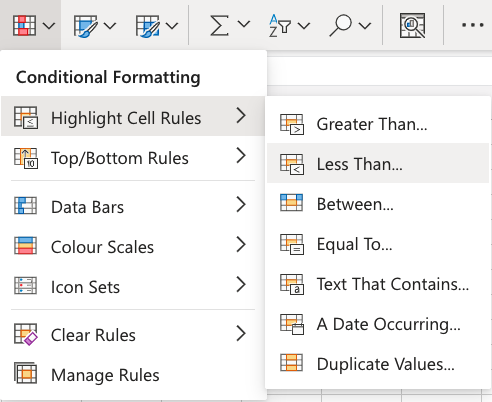 Conditional Formatting
Highlight Cell Rules
Top/Bottom Rules
Data Bars
Colour Scales
Icon Sets
Clear Rules
Manage Rules
Greater Than...
Less Than...
Between...
Equal To...
Text That Contains...
A Date Occurring...
Duplicate Values...